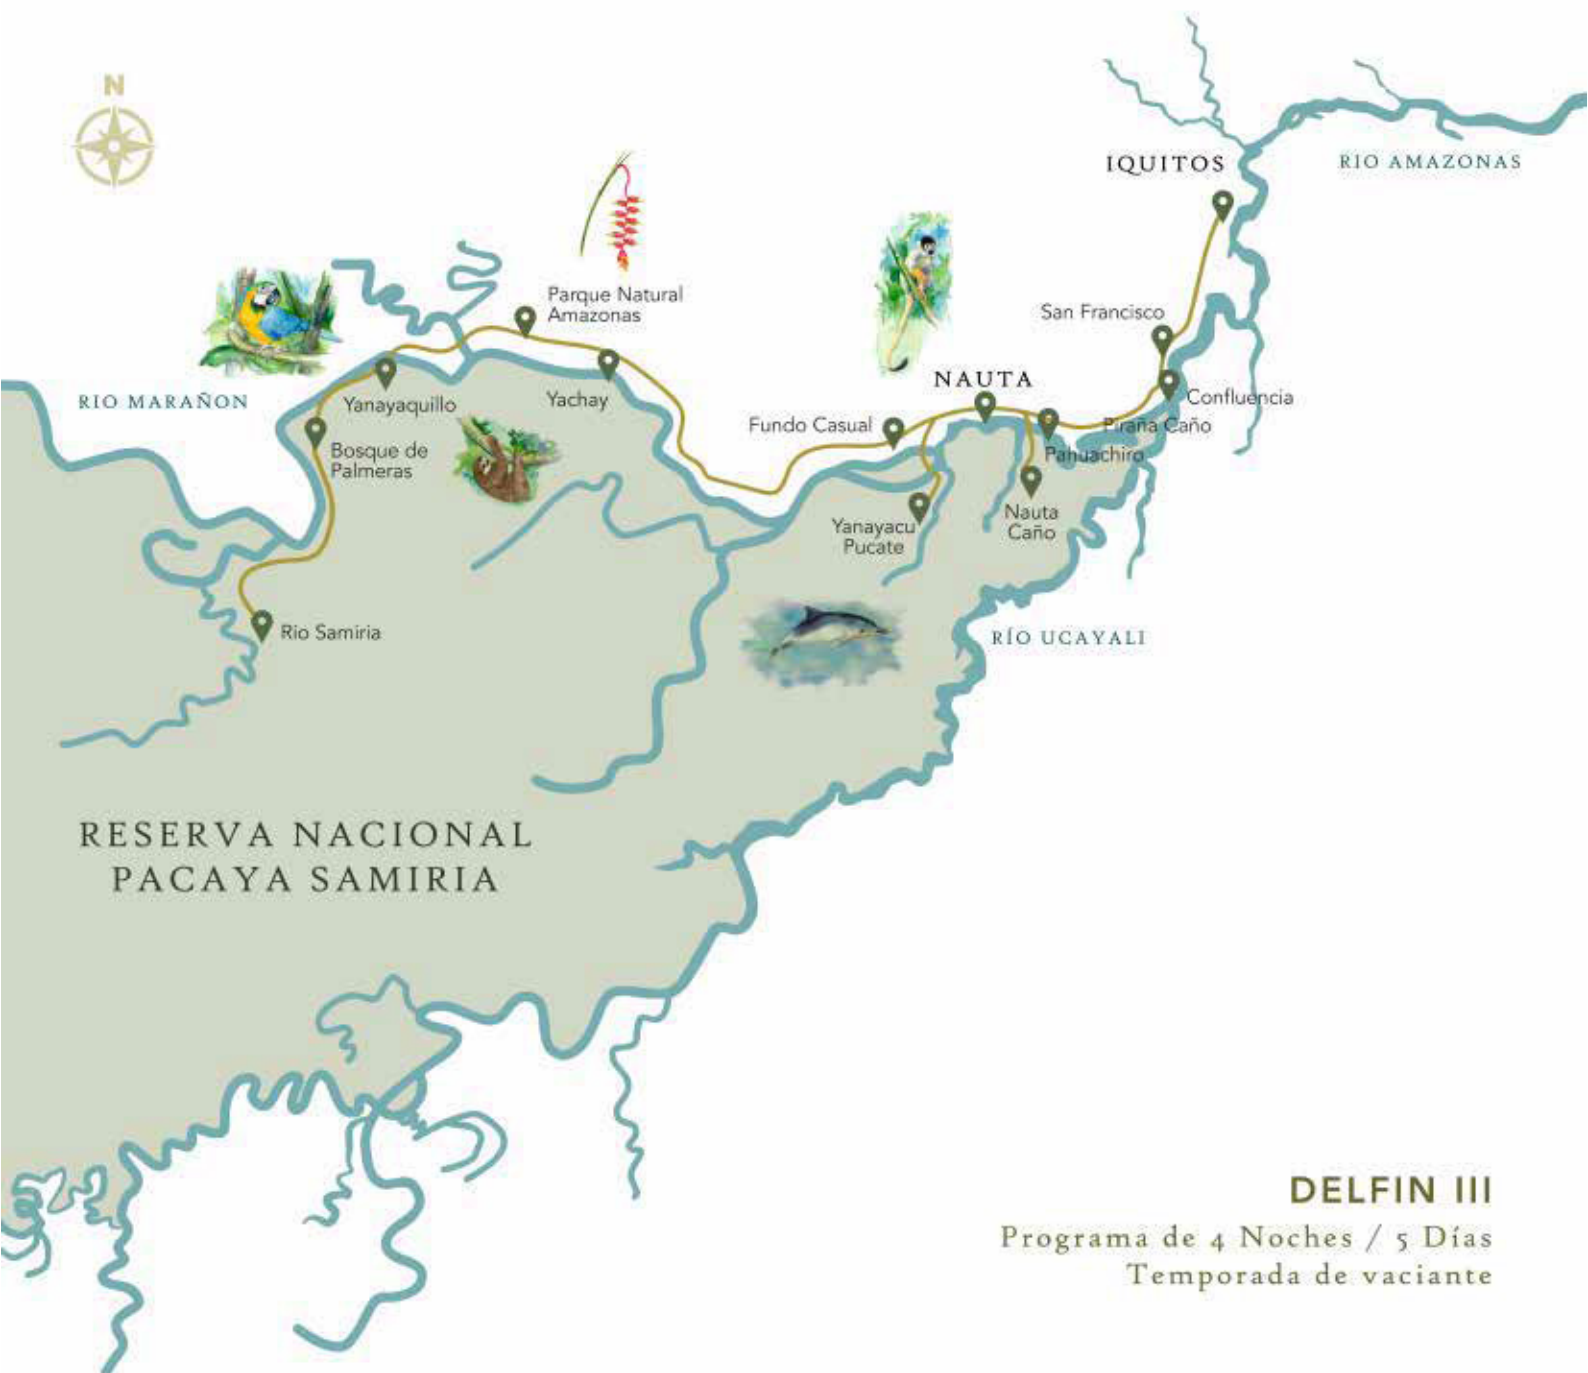 N
IQUITOS
RIO AMAZONAS
Parque Natural
Amazonas
San Francisco
NAUTA
RIO MARAÑON
Yanayaquillo
Yachay
Confluencia
Fundo Casual
Piraña Caño
Bosque de
Palmeras
Pahuachiro
Nauta
Caño
Yanayacu
Pucate
Rio Samiria
RÍO UCAYALI
RESERVA NACIONAL
PACAYA SAMIRIA
DELFIN III
Programa de 4 Noches / 5 Días
Temporada de vaciante